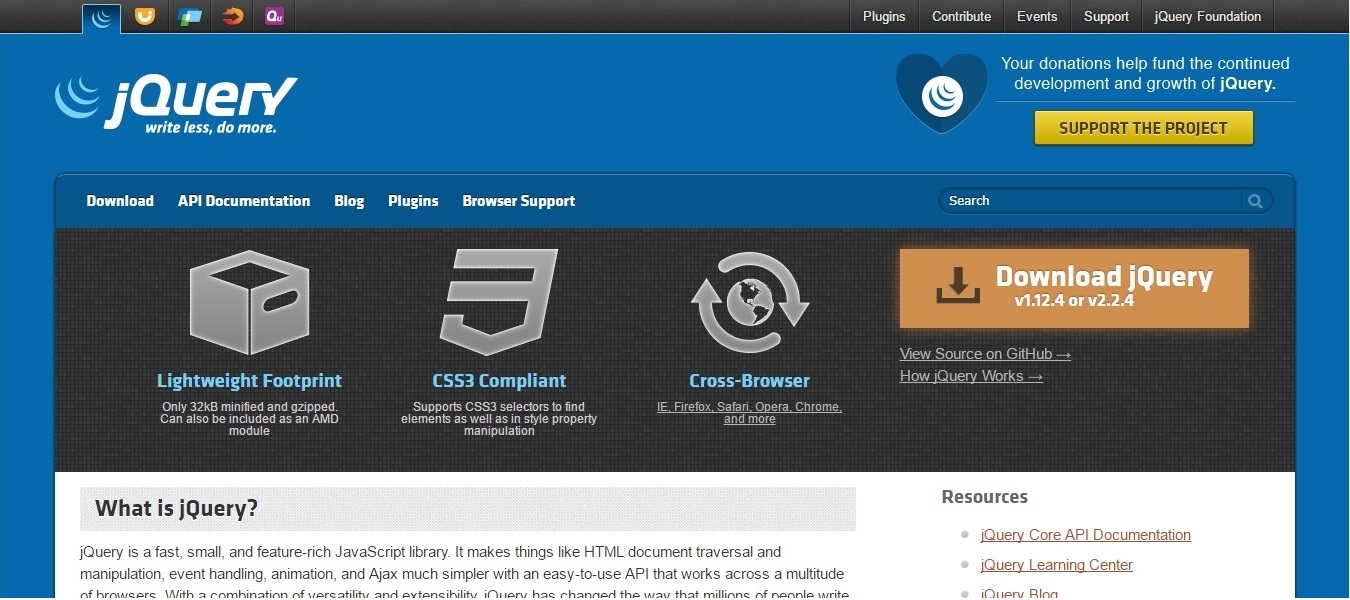 Qu
Plugins
Contribute
Events
Support
jQuery Foundation
jQuery
write less, do more.
Your donations help fund the continued
development and growth of jQuery.
SUPPORT THE PROJECT
Download
API Documentation
Blog
Plugins
Browser Support
Search
Lightweight Footprint
Only 32kB minified and gzipped.
Can also be included as an AMD
module
CSS3 Compliant
Supports CSS3 selectors to find
elements as well as in style property
manipulation
Cross-Browser
IE, Firefox, Safari, Opera, Chrome,
and more
Download jQuery
v1.12.4 or v2.2.4
View Source on GitHub →
How jQuery Works →
What is jQuery?
jQuery is a fast, small, and feature-rich JavaScript library. It makes things like HTML document traversal and
manipulation, event handling, animation, and Ajax much simpler with an easy-to-use API that works across a multitude
of browsers. With a combination of versatility and extensibility, jQuery has changed the way that millions of people write
Resources
jQuery Core API Documentation
jQuery Learning Center
jQuery Blog